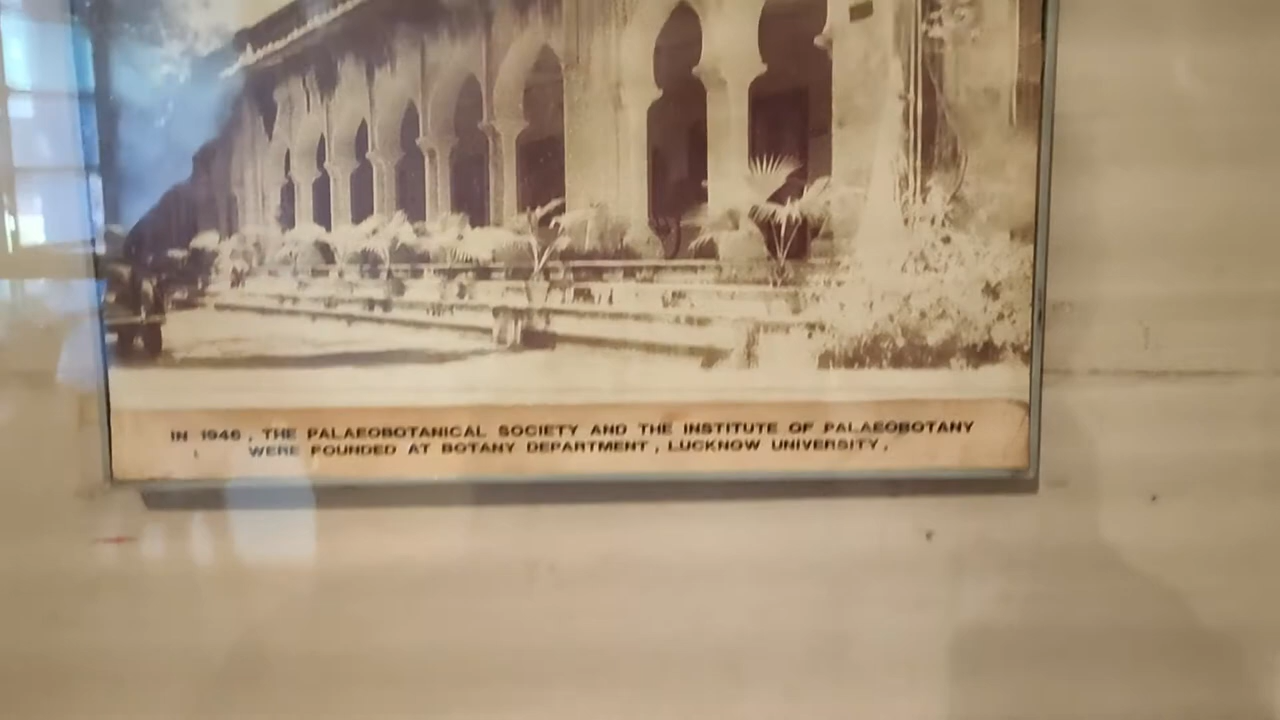 IN 1946, THE PALAEOBOTANICAL SOCIETY AND THE INSTITUTE OF PALAEOBOTANY
WERE FOUNDED AT BOTANY DEPARTMENT, LUCKNOW UNIVERSITY.